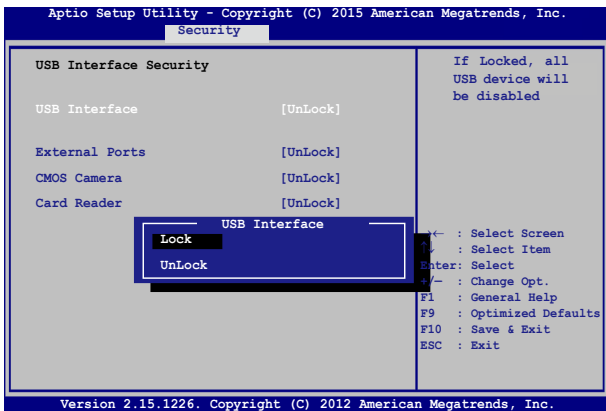 Aptio Setup Utility - Copyright (C) 2015 American Megatrends, Inc.
Security
USB Interface Security
USB Interface [UnLock]
External Ports [UnLock]
CMOS Camera [UnLock]
Card Reader [UnLock]
USB Interface
Lock
UnLock
If Locked, all
USB device will
be disabled
→← : Select Screen
↑↓ : Select Item
Enter: Select
+/— : Change Opt.
F1 : General Help
F9 : Optimized Defaults
F10 : Save & Exit
ESC : Exit
Version 2.15.1226. Copyright (C) 2012 American Megatrends, Inc.